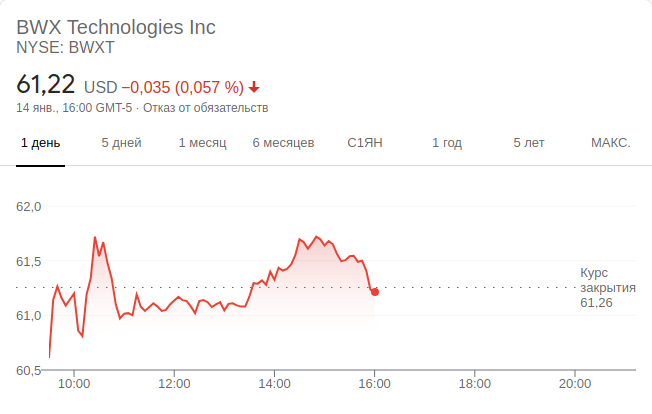 BWX Technologies Inc
NYSE: BWXT
61,22 USD −0,035 (0,057 %)
14 янв., 16:00 GMT-5 · Отказ от обязательств
1 день 5 дней 1 месяц 6 месяцев С1ЯН 1 год 5 лет МАКС.
62,0
61,5
61,0
60,5
Курс
закрытия
61,26
10:00 12:00 14:00 16:00 18:00 20:00